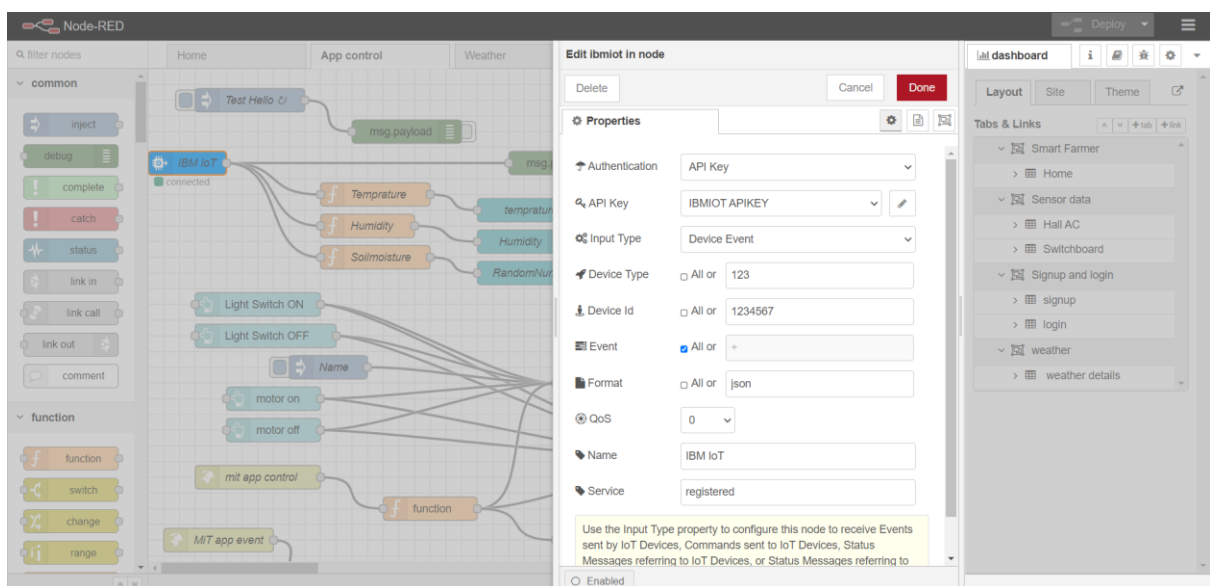 Node-RED
Deploy
filter nodes
common
inject
debug
complete
catch
status
link in
link call
link out
comment
function
function
switch
change
range
Home
App control
Weather
Test Hello ↻
msg.payload
IBM IoT
connected
msg.p
Temprature
Humidity
Soilmoisture
tempratur
Humidity
RandomNur
Light Switch ON
Light Switch OFF
Name
motor on
motor off
mit app control
function
MIT app event
Edit ibmiot in node
Delete
Cancel
Done
Properties
Authentication
API Key
API Key
IBMIOT APIKEY
Input Type
Device Event
Device Type
All or
123
Device Id
All or
1234567
Event
All or
+
Format
All or
json
QoS
0
Name
IBM IoT
Service
registered
Use the Input Type property to configure this node to receive Events
sent by IoT Devices, Commands sent to IoT Devices, Status
Messages referring to IoT Devices, or Status Messages referring to
Enabled
dashboard
i
Layout
Site
Theme
Tabs & Links
+tab
+link
Smart Farmer
Home
Sensor data
Hall AC
Switchboard
Signup and login
signup
login
weather
weather details